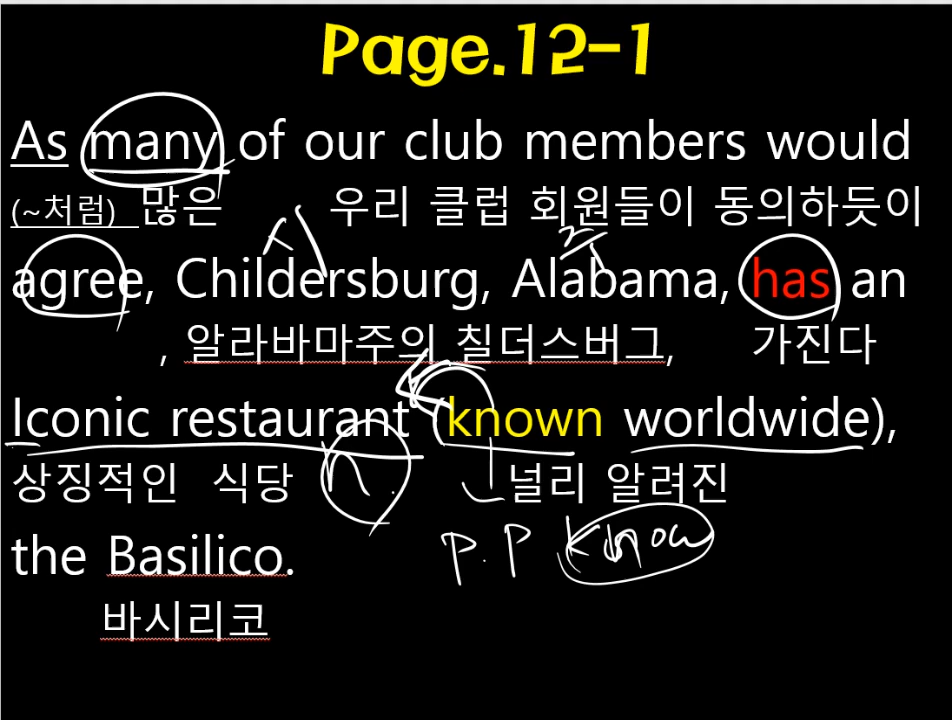 Page.12-1
As many of our club members would
(~처럼) 많은 우리 클럽 회원들이 동의하듯이
agree, Childersburg, Alabama, has an
, 알라바마주의 칠더스버그, 가진다
Iconic restaurant (known worldwide),
상징적인 식당 n. 널리 알려진
the Basilico. P.P know
바시리코